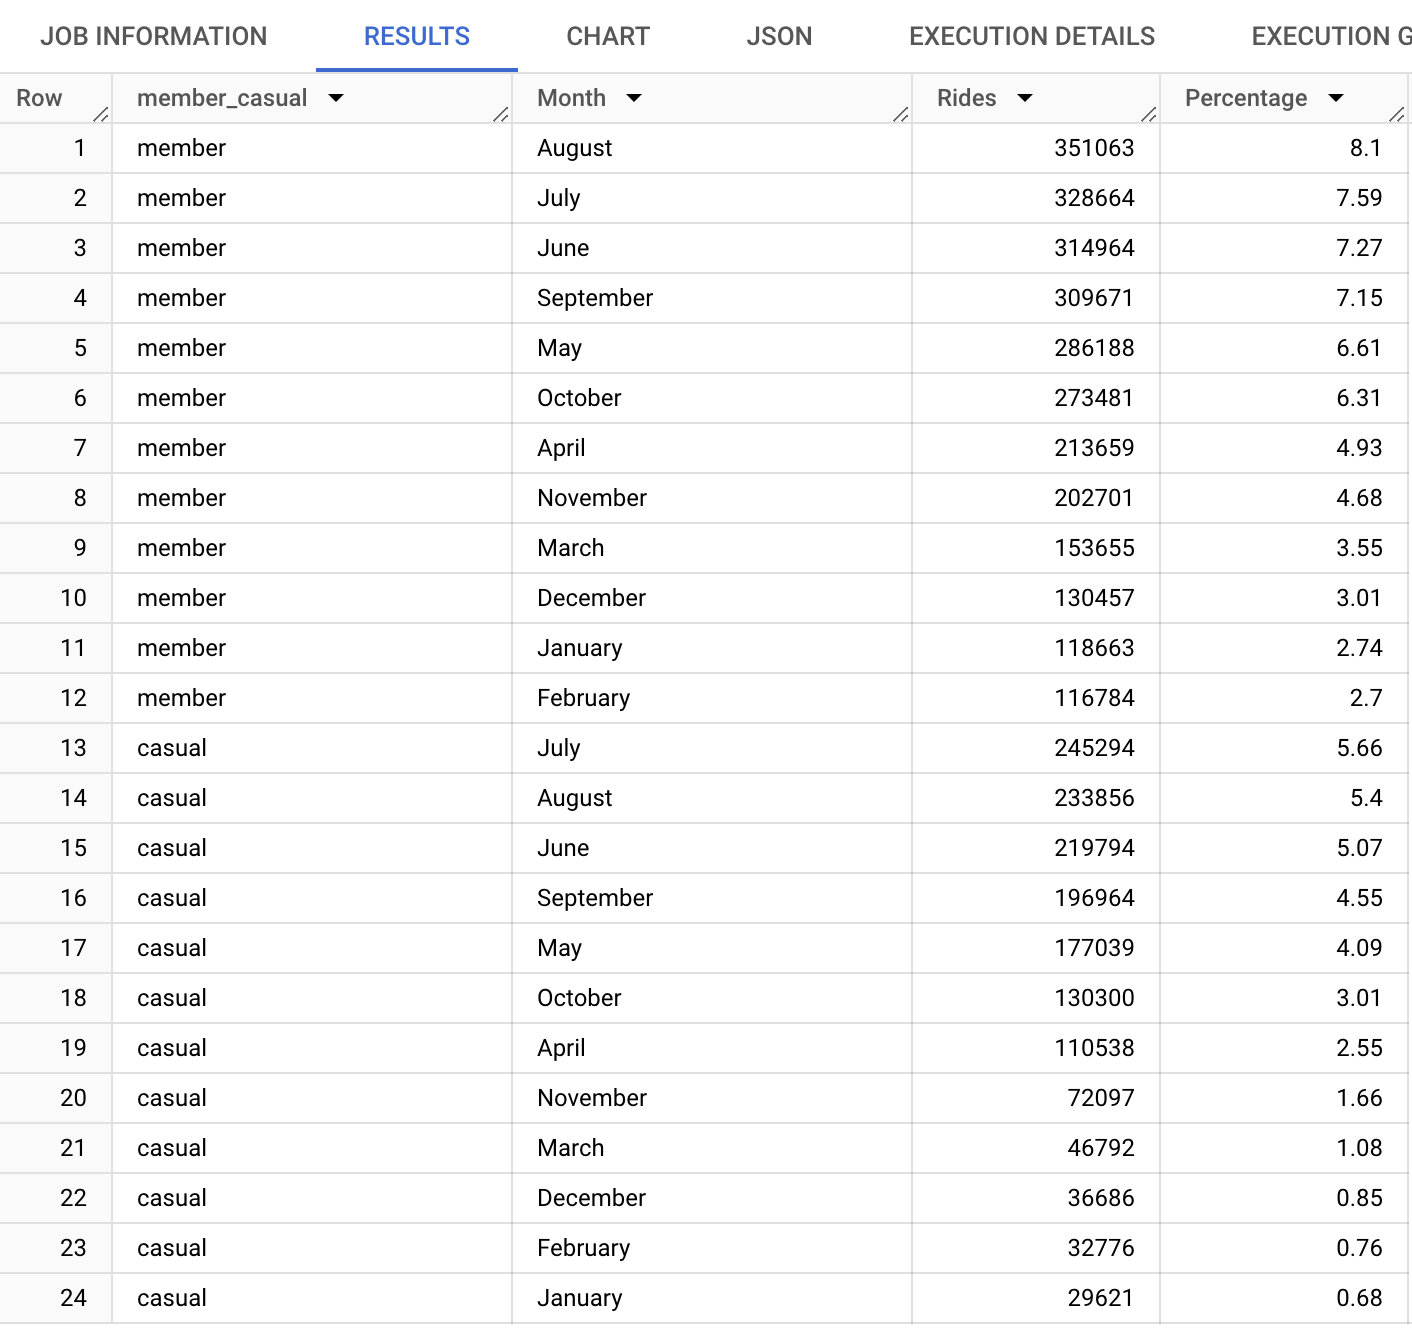 JOB INFORMATION RESULTS CHART JSON EXECUTION DETAILS EXECUTION G
Row member_casual Month Rides Percentage
1 member August 351063 8.1
2 member July 328664 7.59
3 member June 314964 7.27
4 member September 309671 7.15
5 member May 286188 6.61
6 member October 273481 6.31
7 member April 213659 4.93
8 member November 202701 4.68
9 member March 153655 3.55
10 member December 130457 3.01
11 member January 118663 2.74
12 member February 116784 2.7
13 casual July 245294 5.66
14 casual August 233856 5.4
15 casual June 219794 5.07
16 casual September 196964 4.55
17 casual May 177039 4.09
18 casual October 130300 3.01
19 casual April 110538 2.55
20 casual November 72097 1.66
21 casual March 46792 1.08
22 casual December 36686 0.85
23 casual February 32776 0.76
24 casual January 29621 0.68